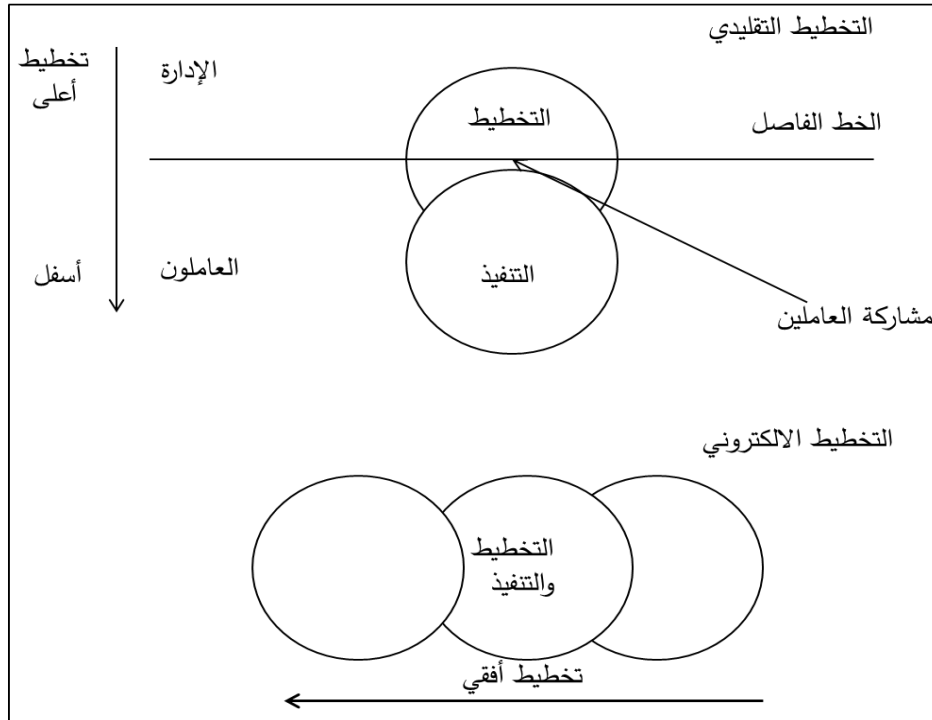 التخطيط التقليدي
تخطيط
أعلى
الإدارة
التخطيط
الخط الفاصل
العاملون
أسفل
التنفيذ
مشاركة العاملين
التخطيط الالكتروني
التخطيط
والتنفيذ
تخطيط أفقي